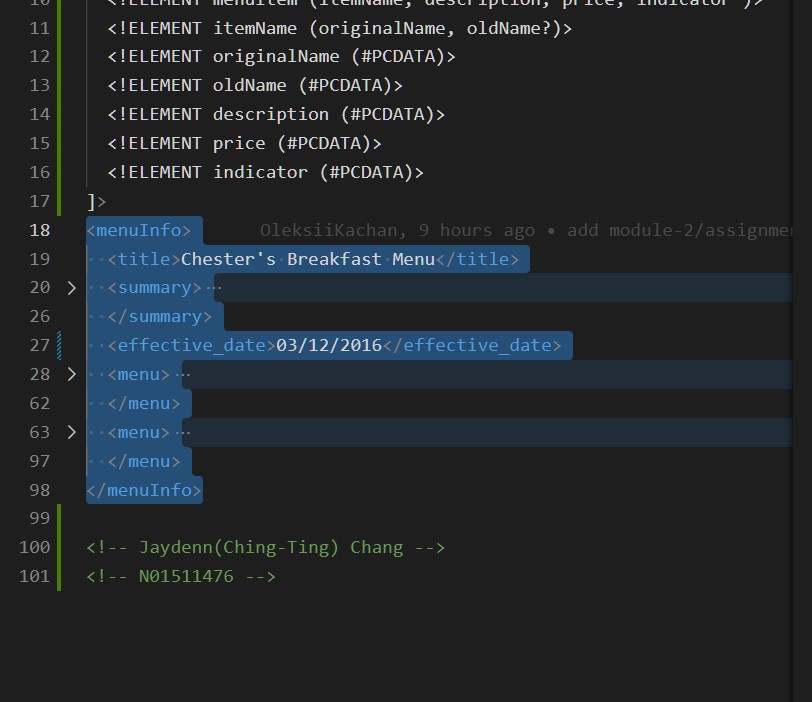 10 <!ELEMENT menuItem (itemName, description, price, indicator*)>
11 <!ELEMENT itemName (originalName, oldName?)>
12 <!ELEMENT originalName (#PCDATA)>
13 <!ELEMENT oldName (#PCDATA)>
14 <!ELEMENT description (#PCDATA)>
15 <!ELEMENT price (#PCDATA)>
16 <!ELEMENT indicator (#PCDATA)>
17 ]>
18 <menuInfo> OleksiiKachan, 9 hours ago • add module-2/assignmen
19 <title>Chester's Breakfast Menu</title>
20 <summary>…
26 </summary>
27 <effective_date>03/12/2016</effective_date>
28 <menu>…
62 </menu>
63 <menu>…
97 </menu>
98 </menuInfo>
99
100 <!-- Jaydenn(Ching-Ting) Chang -->
101 <!-- N01511476 -->